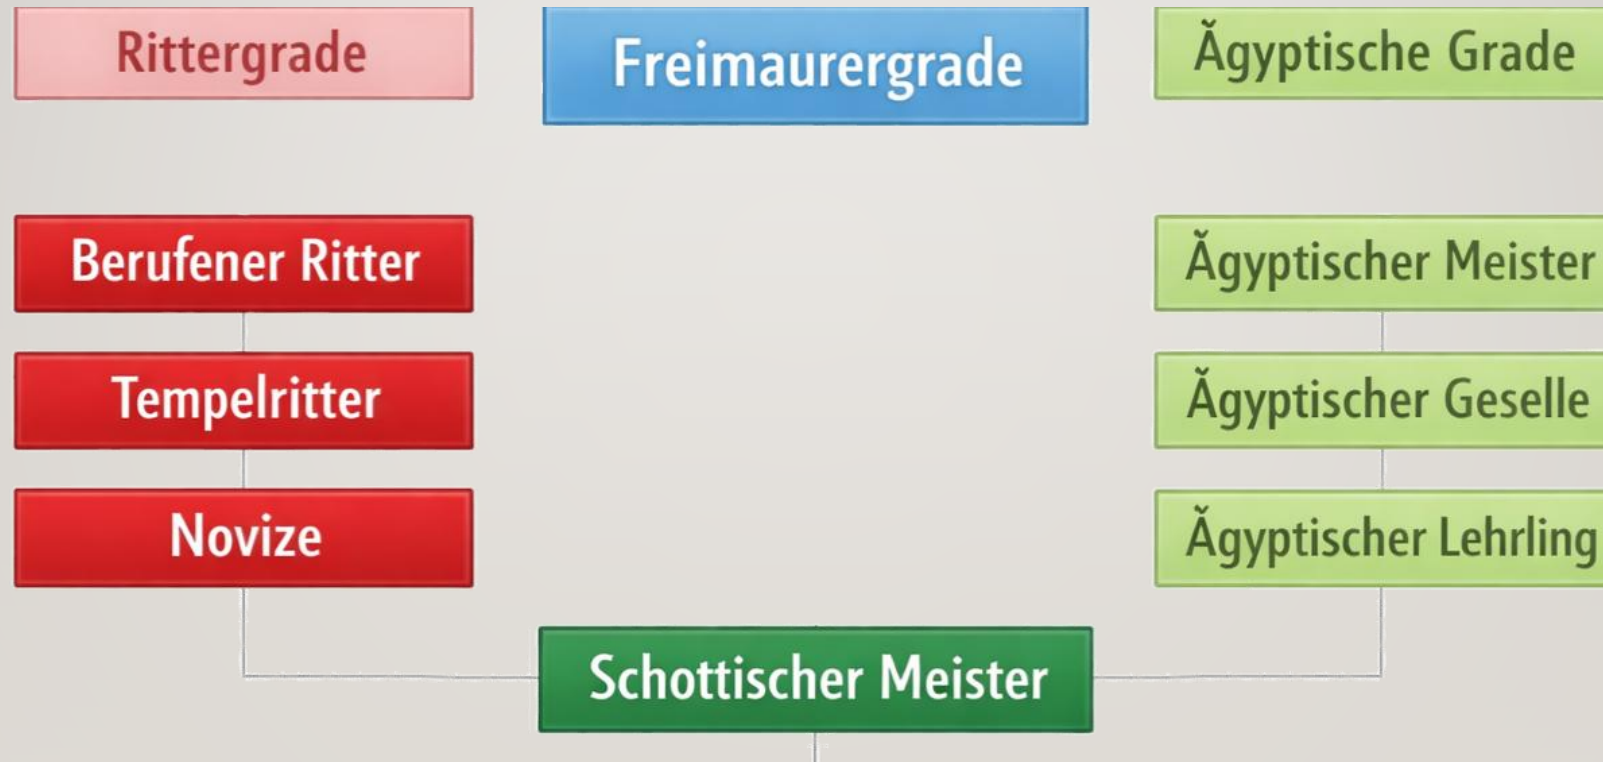 Rittergrade
Freimaurergrade
Ăgyptische Grade
Berufener Ritter
Ăgyptischer Meister
Tempelritter
Ăgyptischer Geselle
Novize
Ăgyptischer Lehrling
Schottischer Meister